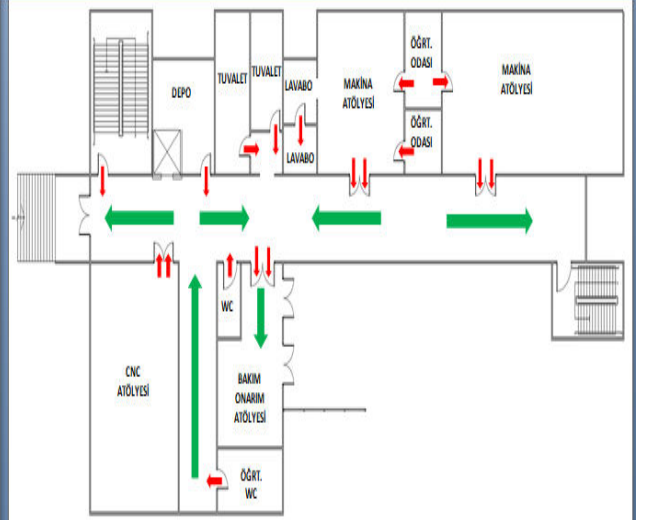 ÖĞRT.
ODASI
MAKİNA
ATÖLYESİ
TUVALET
TUVALET
LAVABO
MAKİNA
ATÖLYESİ
DEPO
ÖĞRT.
ODASI
LAVABO
WC
CNC
ATÖLYESİ
BAKIM
ONARIM
ATÖLYESİ
ÖĞRT.
WC